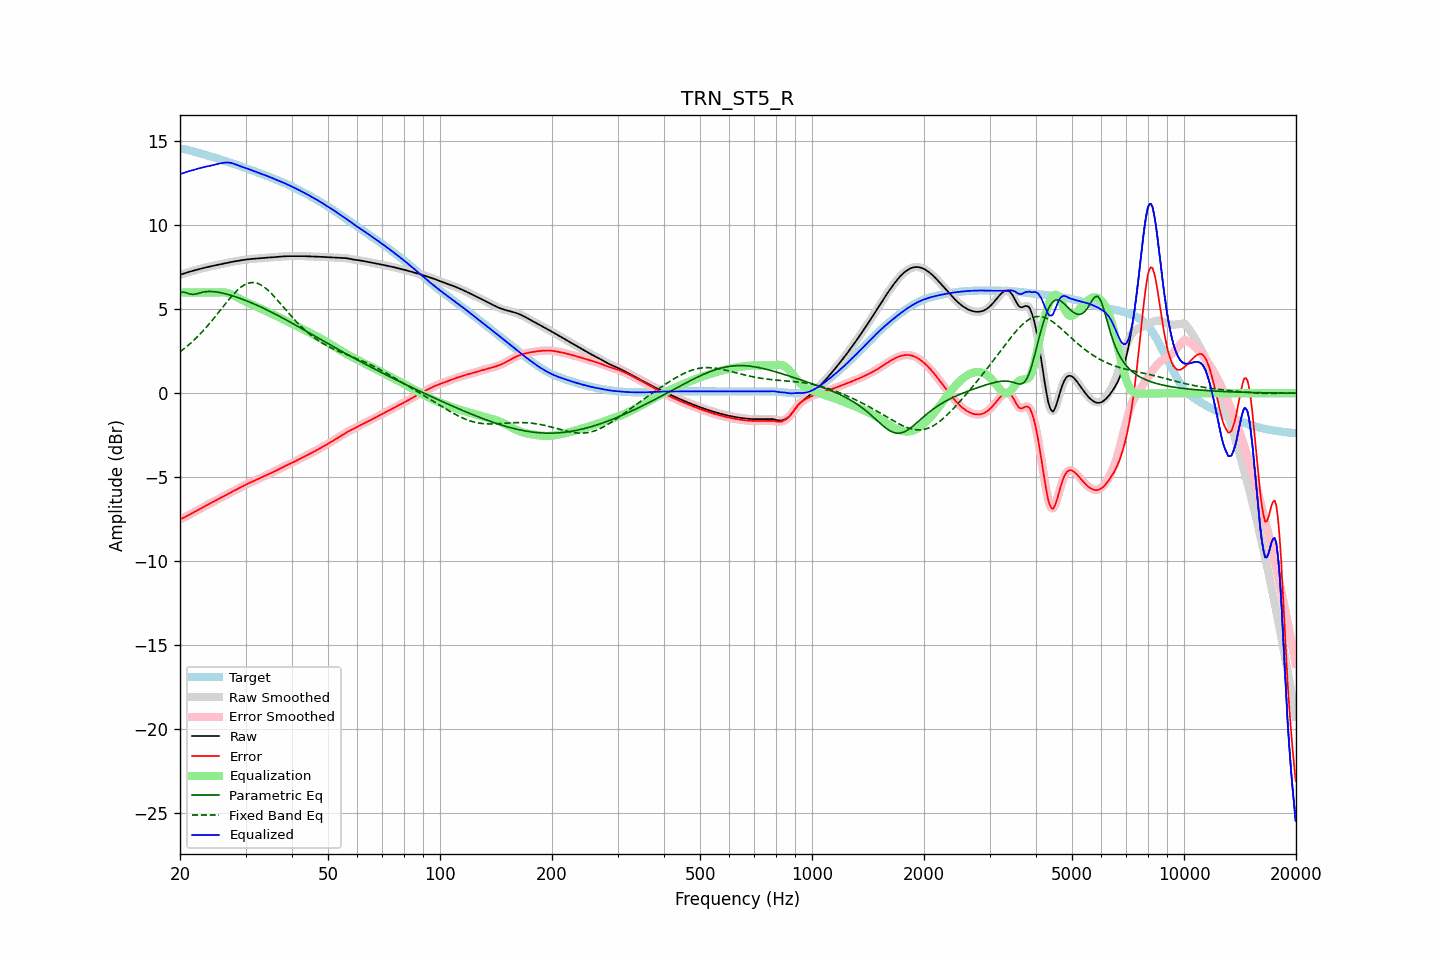 TRN_ST5_R
15
10
5
0
−5
−10
−15
−20
−25
Amplitude (dBr)
Target
Raw Smoothed
Error Smoothed
Raw
Error
Equalization
Parametric Eq
Fixed Band Eq
Equalized
20 50 100 200 500 1000 2000 5000 10000 20000
Frequency (Hz)